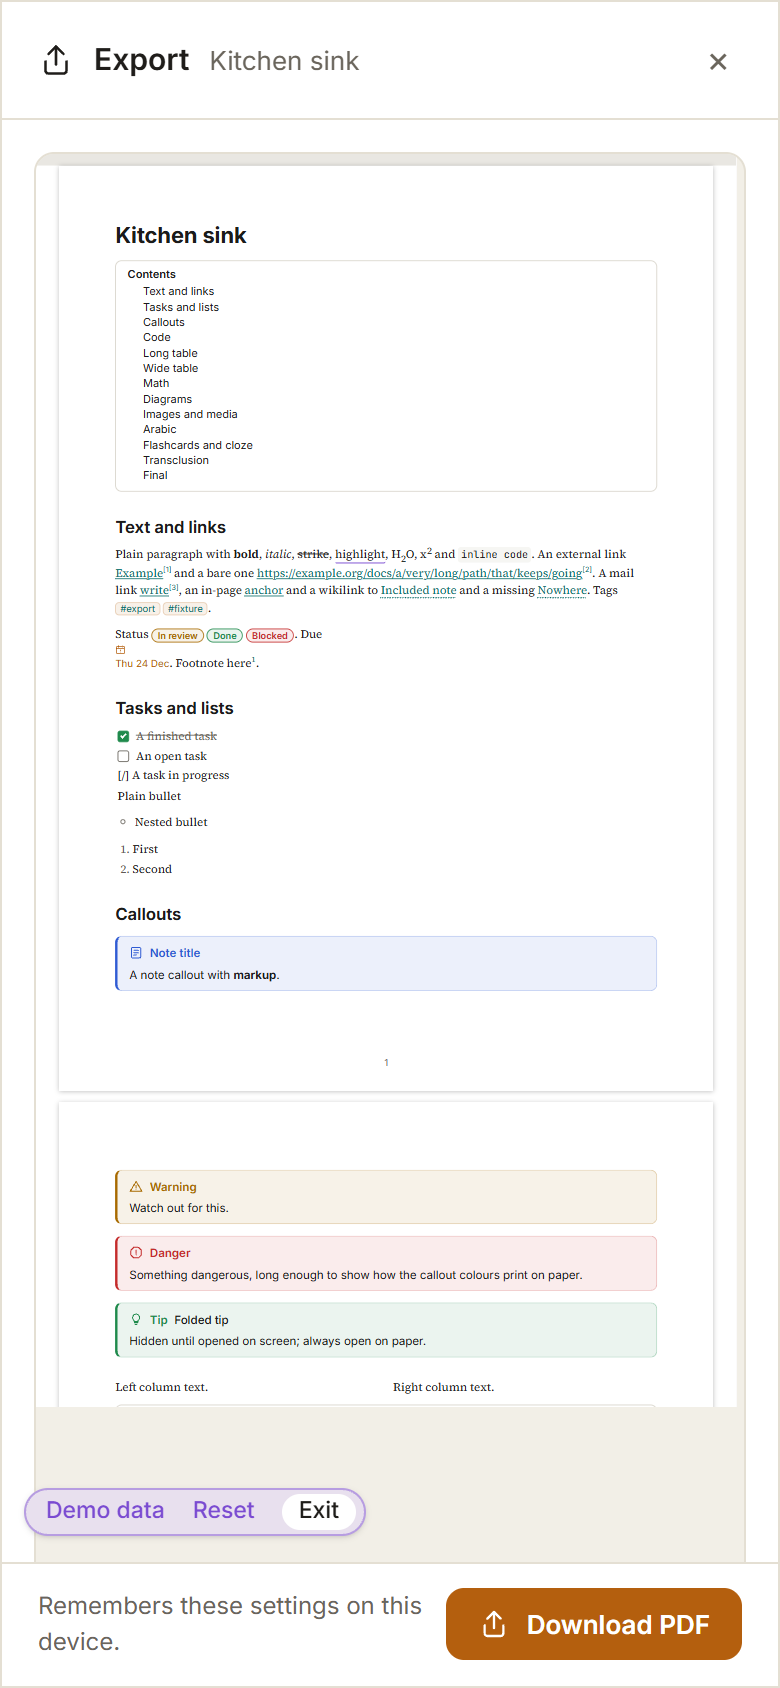 Export Kitchen sink
Kitchen sink
Contents
Text and links
Tasks and lists
Callouts
Code
Long table
Wide table
Math
Diagrams
Images and media
Arabic
Flashcards and cloze
Transclusion
Final
Text and links
Plain paragraph with bold, italic, strike, highlight, H2O, x2 and inline code. An external link
Example[1] and a bare one https://example.org/docs/a/very/long/path/that/keeps/going[2]. A mail
link write[3], an in-page anchor and a wikilink to Included note and a missing Nowhere. Tags
#export #fixture.
Status In review Done Blocked. Due
Thu 24 Dec. Footnote here1.
Tasks and lists
A finished task
An open task
[/] A task in progress
Plain bullet
Nested bullet
1. First
2. Second
Callouts
Note title
A note callout with markup.
1
Warning
Watch out for this.
Danger
Something dangerous, long enough to show how the callout colours print on paper.
Tip Folded tip
Hidden until opened on screen; always open on paper.
Left column text. Right column text.
Demo data Reset Exit
Remembers these settings on this
device.
Download PDF